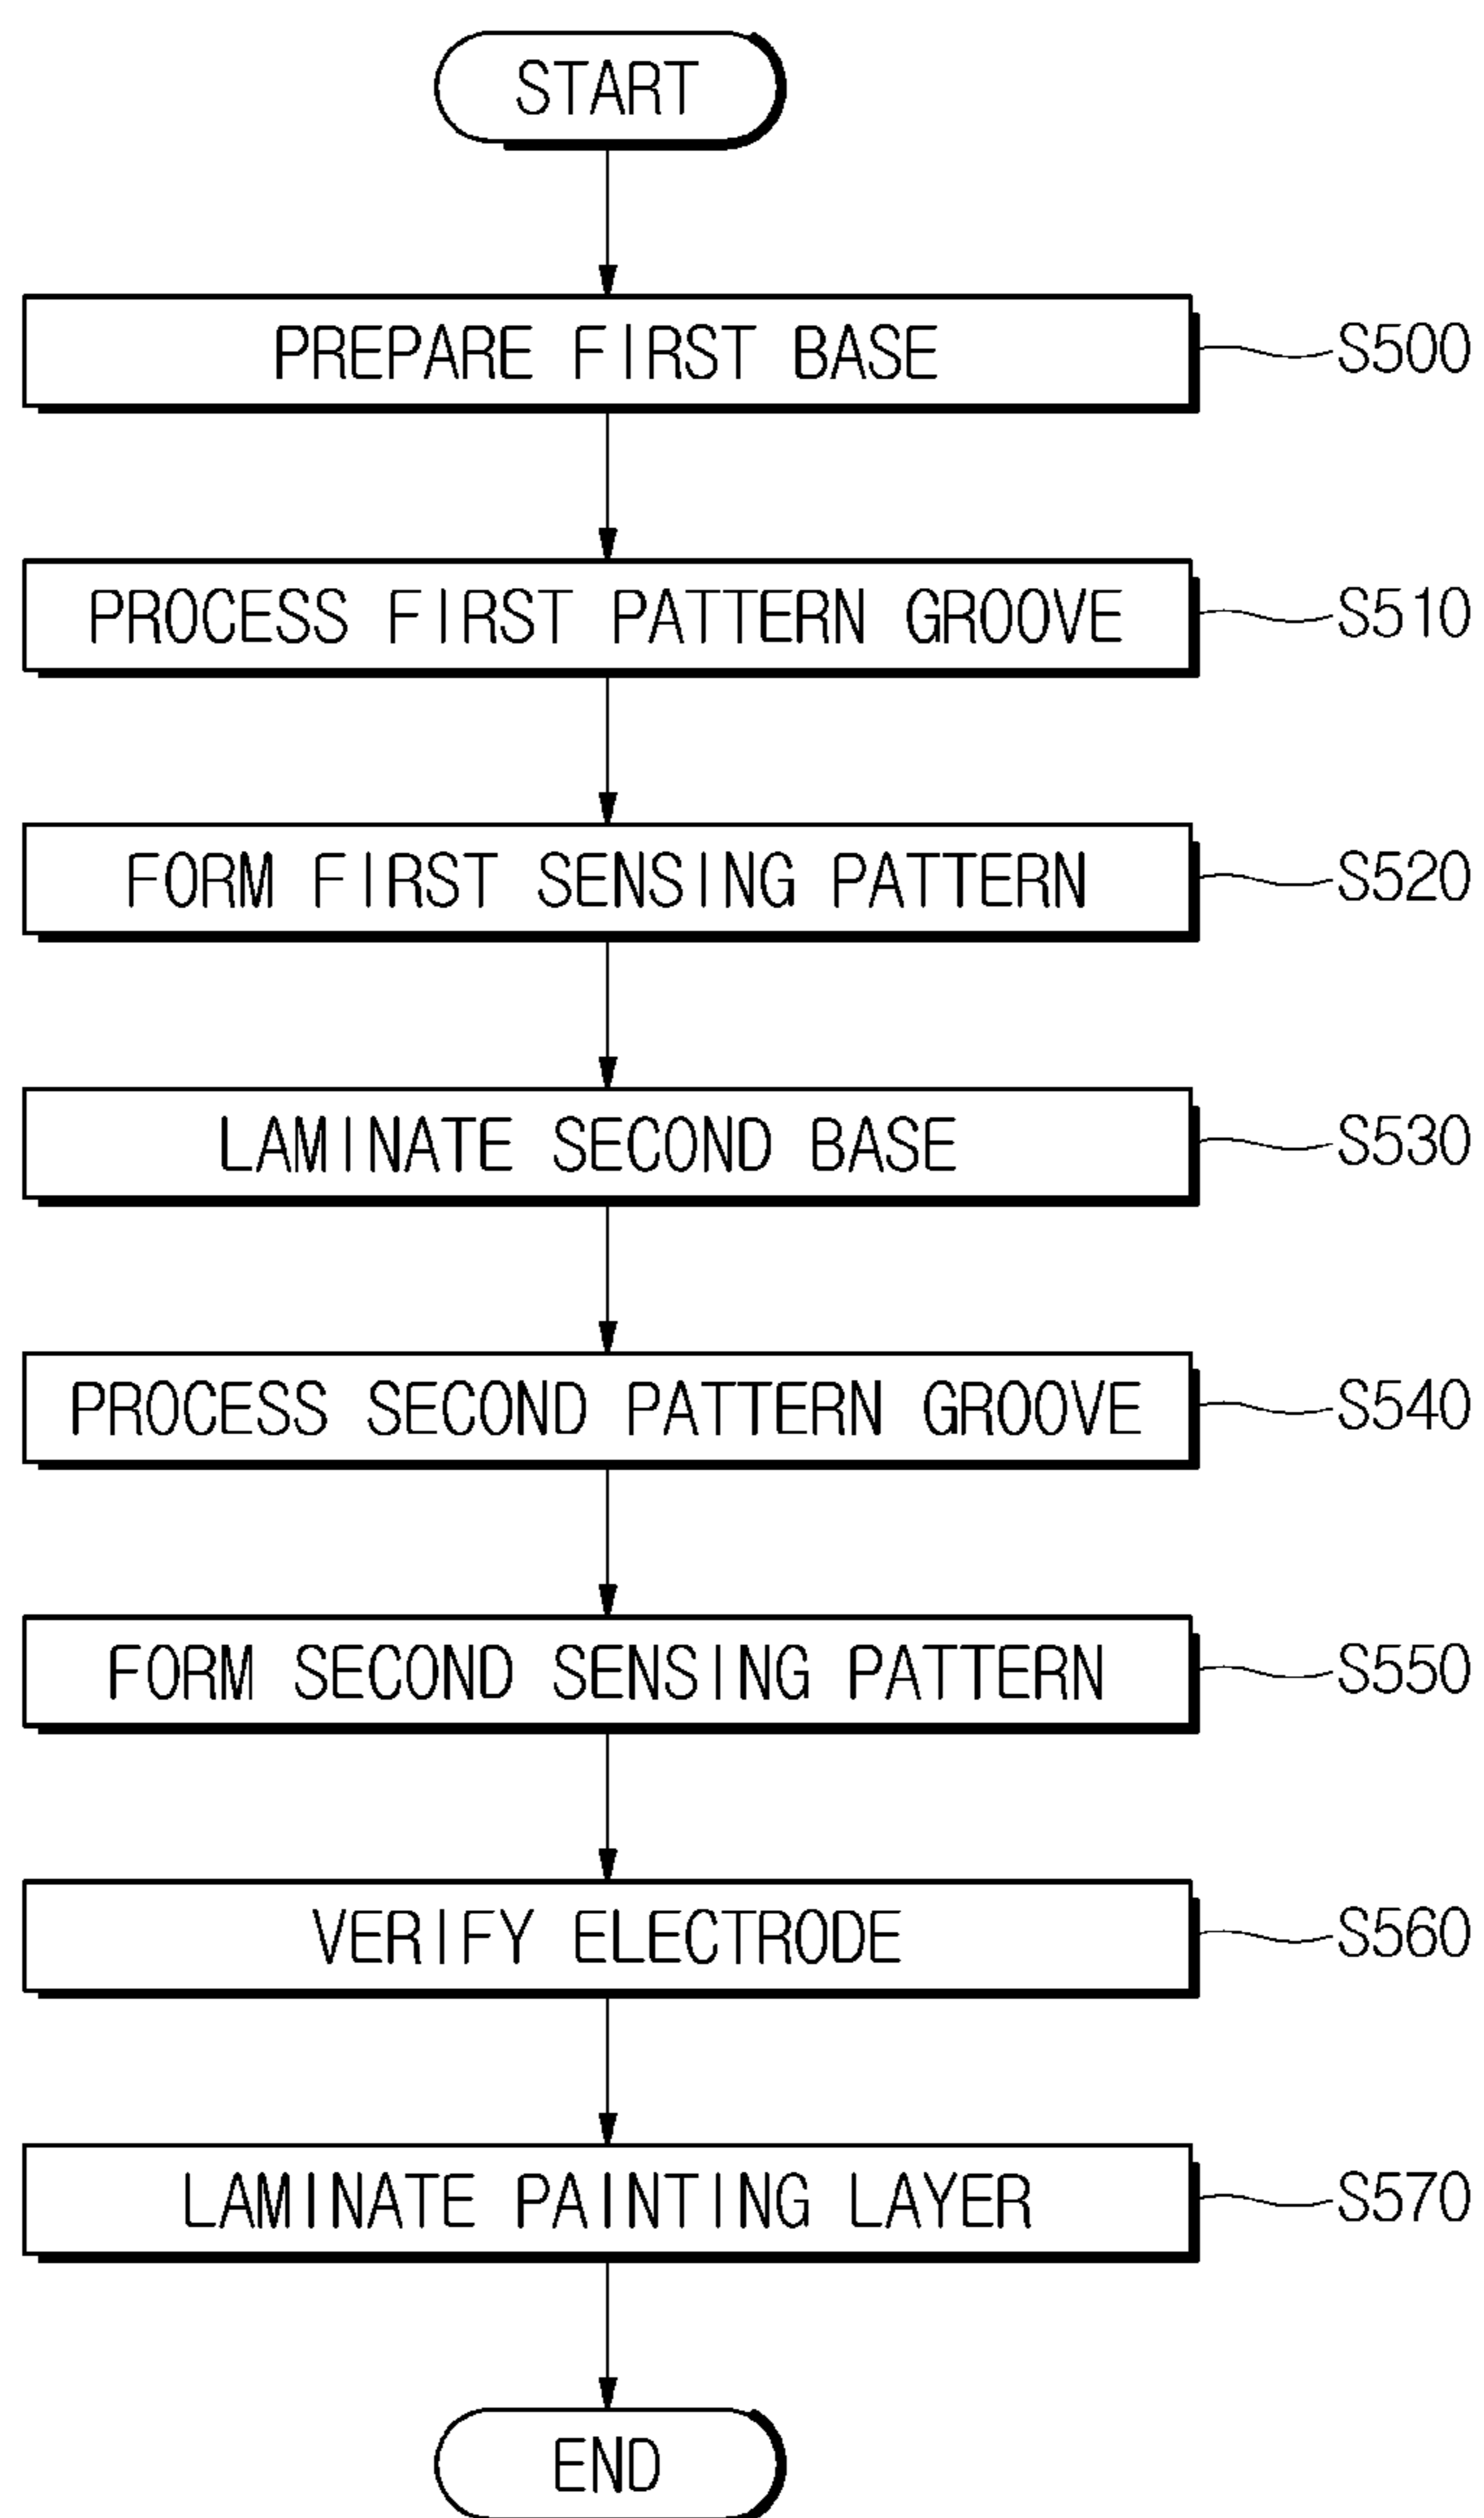 START
PREPARE FIRST BASE
S500
PROCESS FIRST PATTERN GROOVE
S510
FORM FIRST SENSING PATTERN
S520
LAMINATE SECOND BASE
S530
PROCESS SECOND PATTERN GROOVE
S540
FORM SECOND SENSING PATTERN
S550
VERIFY ELECTRODE
S560
LAMINATE PAINTING LAYER
S570
END